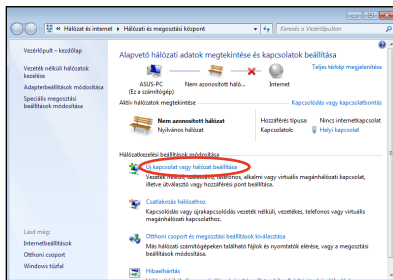 Hálózat és internet ▸ Hálózati és megosztási központ
Keresés a Vezérlőpulton
Vezérlőpult – kezdőlap
Vezeték nélküli hálózatok kezelése
Adapterbeállítások módosítása
Speciális megosztási beállítások módosítása
Alapvető hálózati adatok megtekintése és kapcsolatok beállítása
Teljes térkép megjelenítése
ASUS-PC
(Ez a számítógép)
Nem azonosított háló...
Internet
Aktív hálózatok megtekintése
Kapcsolódás vagy kapcsolatbontás
Nem azonosított hálózat
Nyilvános hálózat
Hozzáférés típusa: Nincs internetkapcsolat
Kapcsolatok: Helyi kapcsolat
Hálózatkezelési beállítások módosítása
Új kapcsolat vagy hálózat beállítása
Vezeték nélküli, szélessávú, telefonos, alkalmi vagy virtuális magánhálózati kapcsolat,
illetve útválasztó vagy hozzáférési pont beállítása.
Csatlakozás hálózathoz
Kapcsolódás vagy újrakapcsolódás vezeték nélküli, vezetékes, telefonos vagy virtuális
magánhálózati kapcsolathoz.
Otthoni csoport és megosztási beállítások kiválasztása
Más hálózati számítógépeken található fájlok és nyomtatók elérése, vagy a megosztási
beállítások módosítása.
Hibaelhárítás
Lásd még:
Internetbeállítások
Otthoni csoport
Windows tűzfal